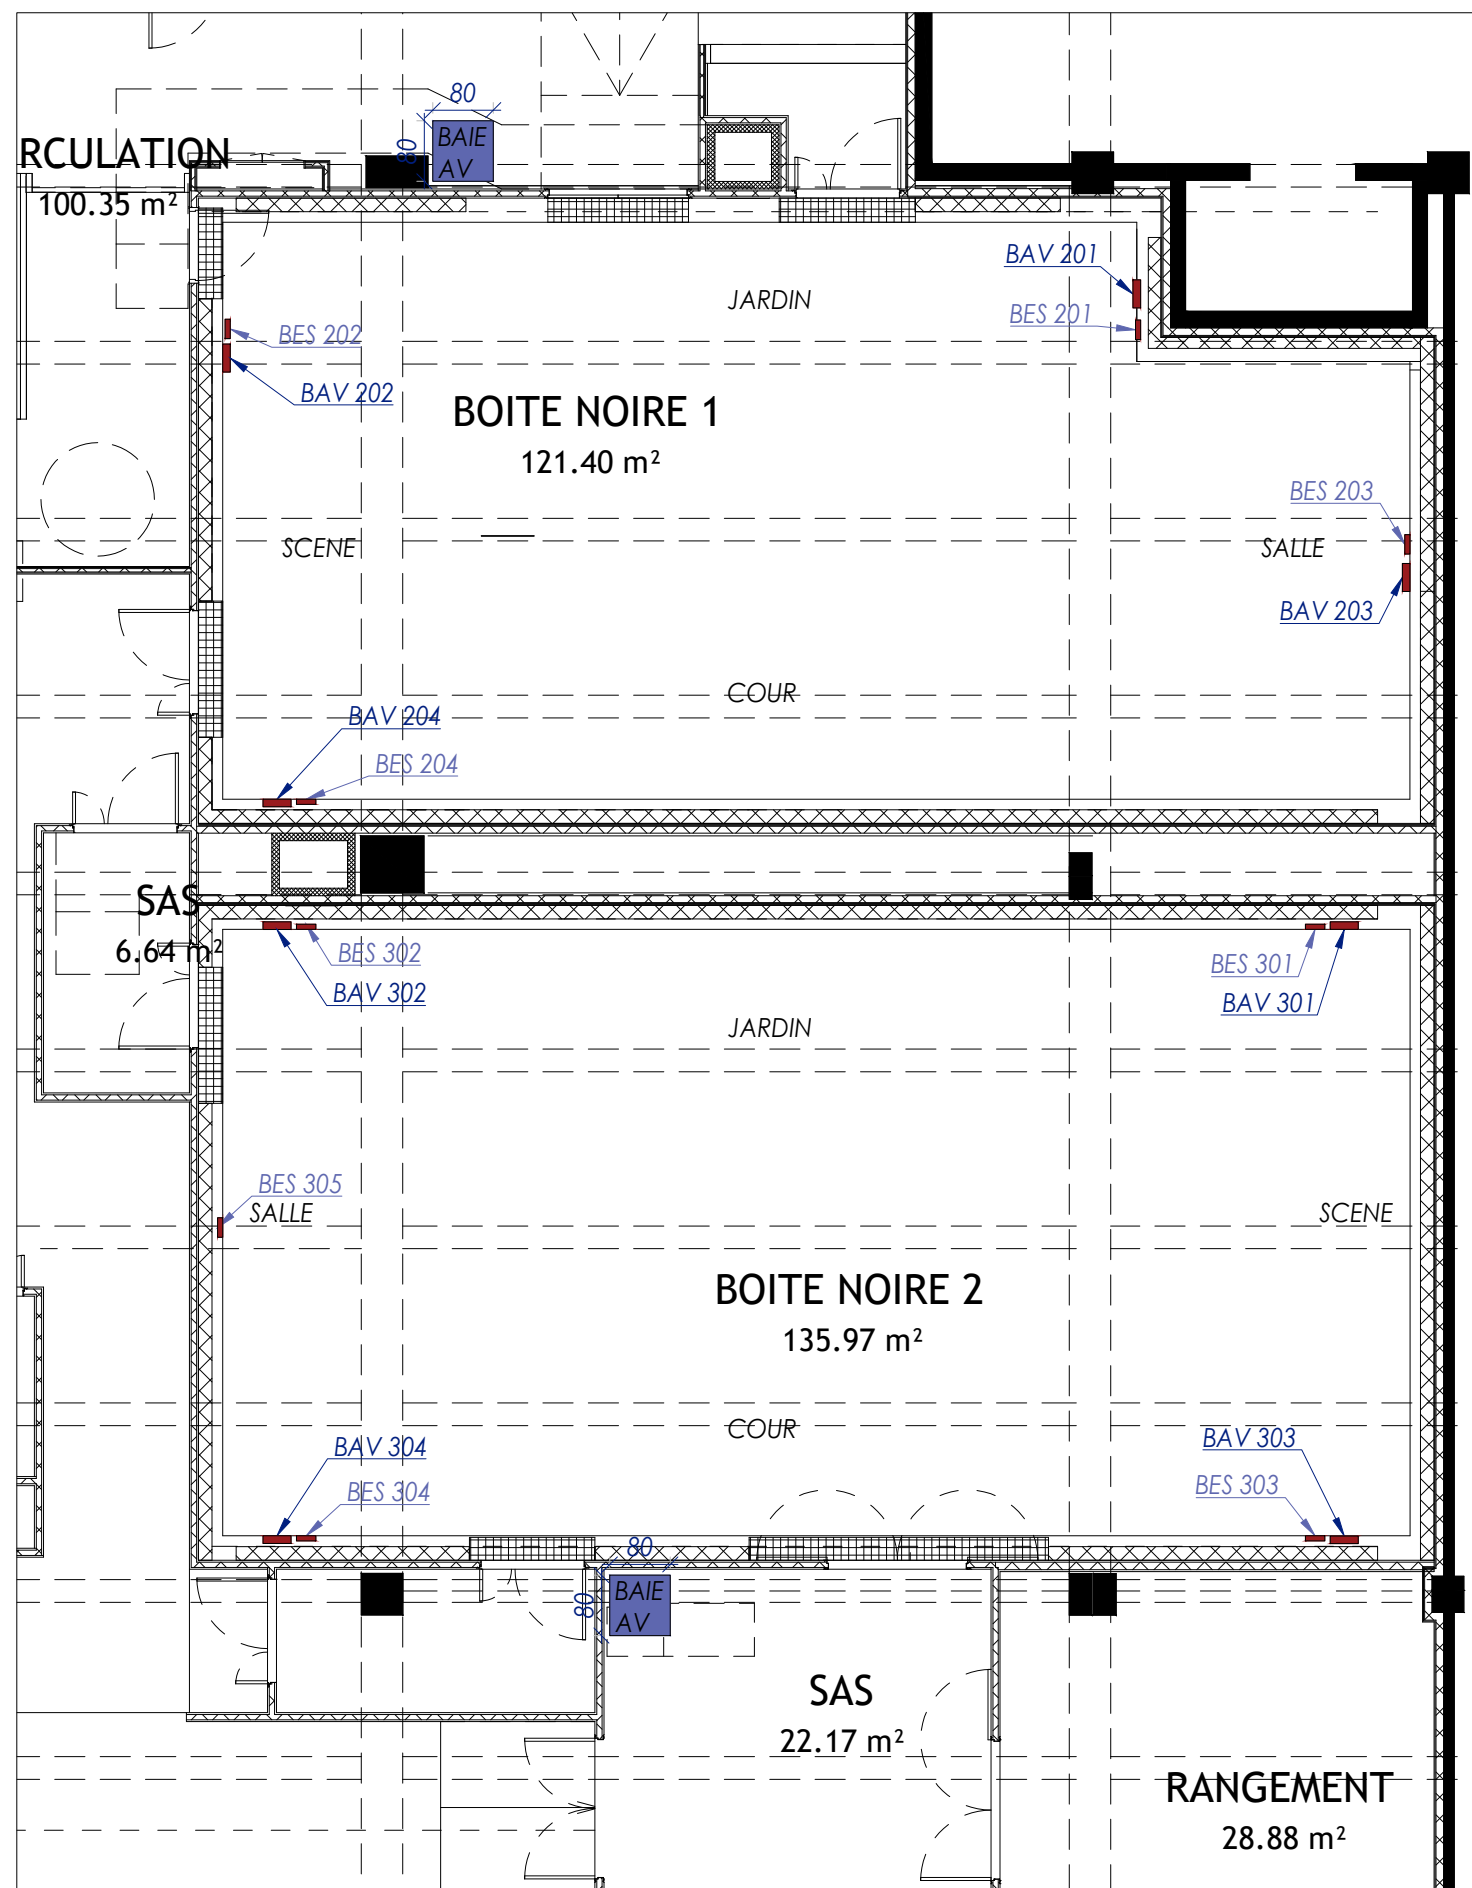 80
80
BAIE
AV
RCULATION
100.35 m²
BAV 201
JARDIN
BES 201
BES 202
BAV 202
BOITE NOIRE 1
121.40 m²
BES 203
SCENE
SALLE
BAV 203
COUR
BAV 204
BES 204
SAS
6.64 m²
BES 302
BES 301
BAV 302
BAV 301
JARDIN
BES 305
SALLE
SCENE
BOITE NOIRE 2
135.97 m²
COUR
BAV 304
BAV 303
BES 304
BES 303
80
80
BAIE
AV
SAS
22.17 m²
RANGEMENT
28.88 m²